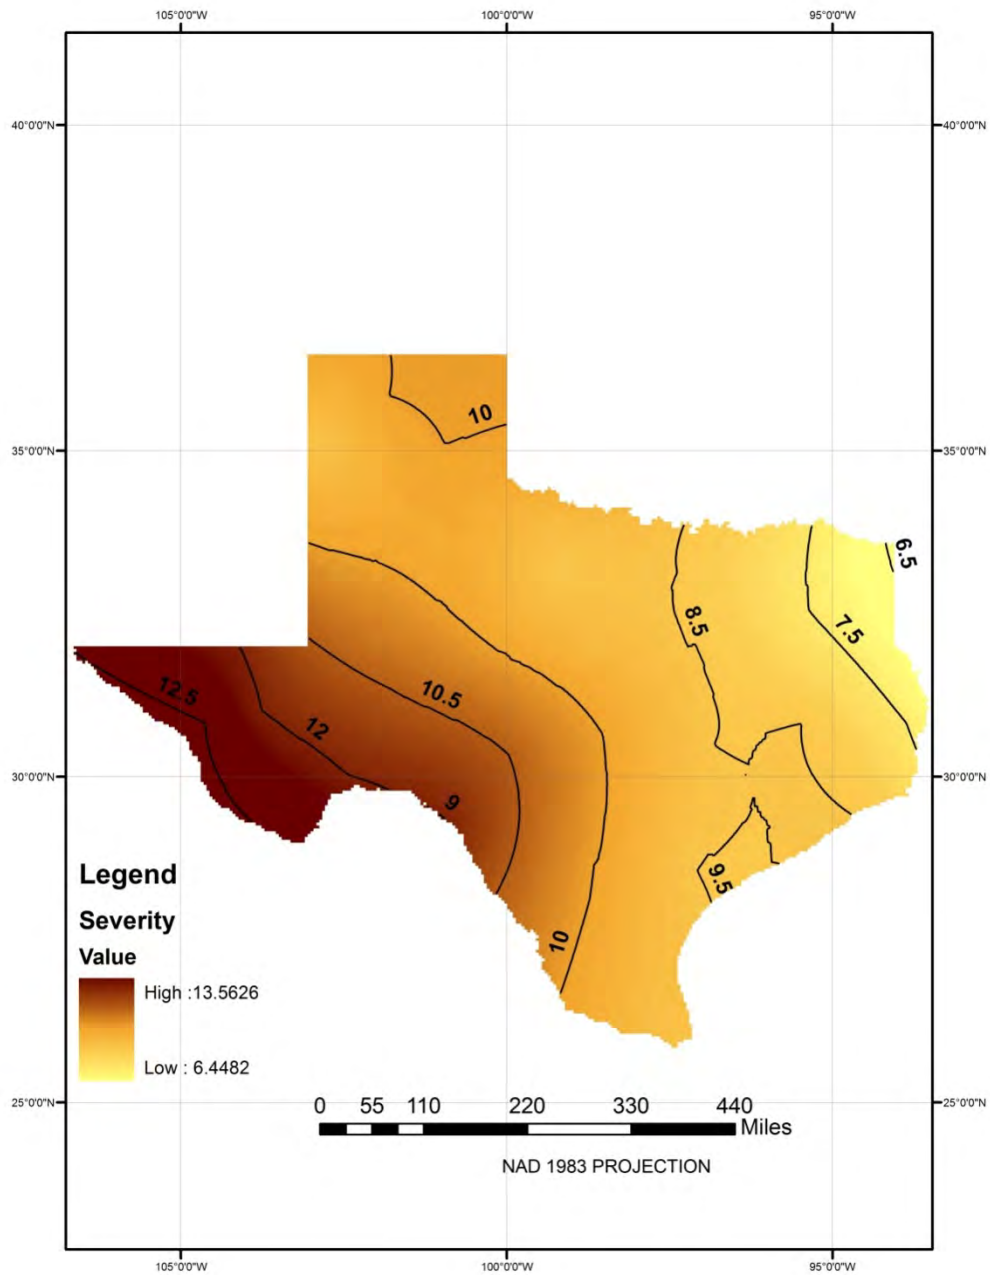 105°0'0"W 100°0'0"W 95°0'0"W
40°0'0"N 40°0'0"N
10
35°0'0"N 35°0'0"N
6.5
8.5
7.5
12.5
10.5
12
30°0'0"N 30°0'0"N
9
9.5
10
Legend
Severity
Value
High :13.5626
Low : 6.4482
25°0'0"N 25°0'0"N
0 55 110 220 330 440
Miles
NAD 1983 PROJECTION
105°0'0"W 100°0'0"W 95°0'0"W